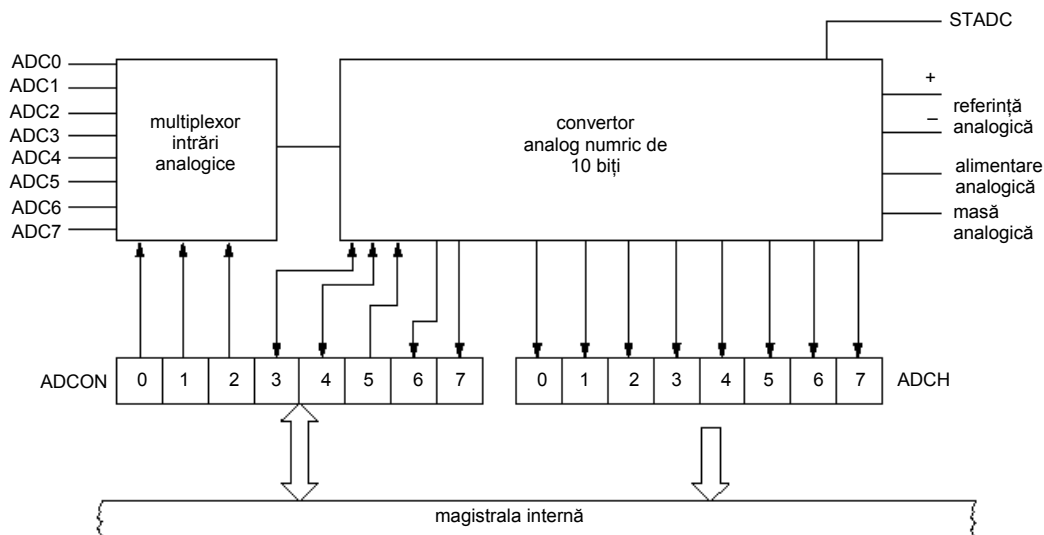 STADC
ADC0
ADC1
ADC2
ADC3
ADC4
ADC5
ADC6
ADC7
multiplexor
intrări
analogice
convertor
analog numric de
10 biți
+
referință
–
analogică
alimentare
analogică
masă
analogică
ADCON 0 1 2 3 4 5 6 7
0 1 2 3 4 5 6 7 ADCH
magistrala internă